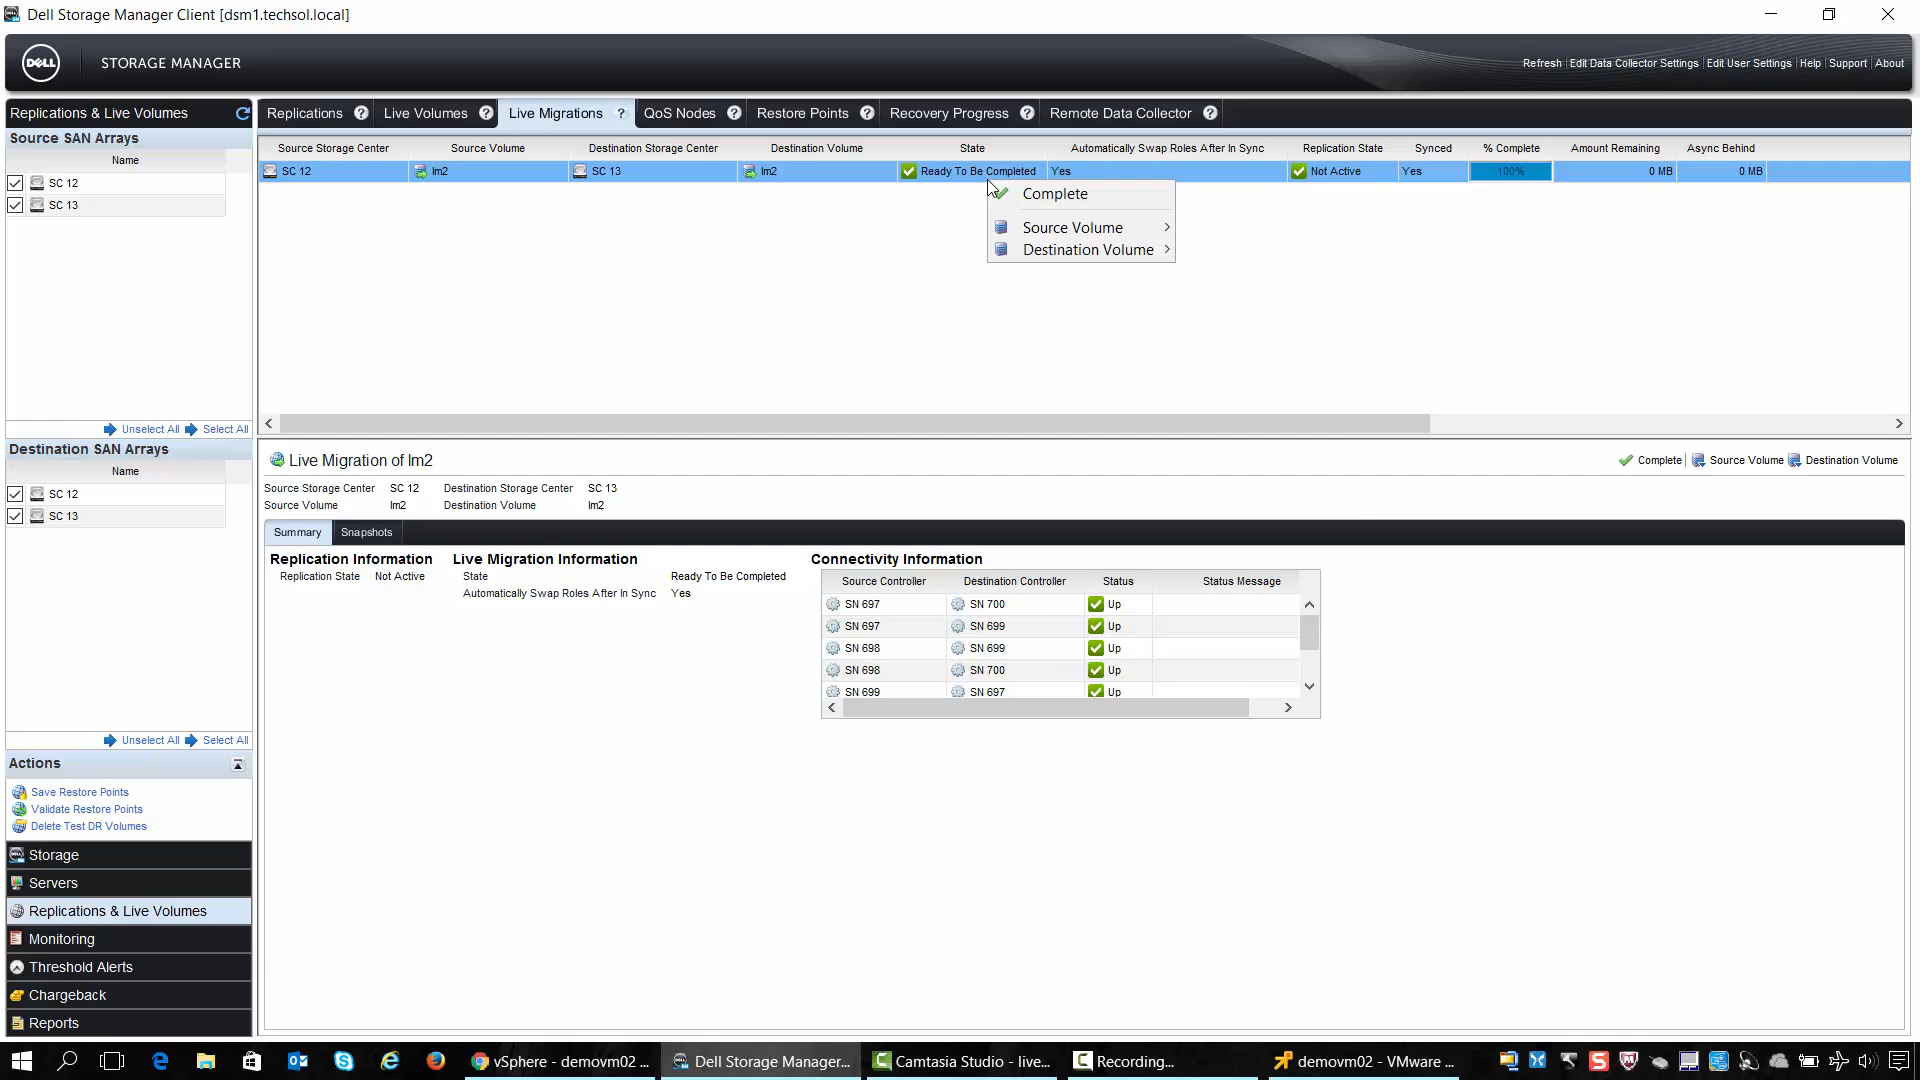 Dell Storage Manager Client [dsm1.techsol.local]
DELL STORAGE MANAGER
Refresh | Edit Data Collector Settings | Edit User Settings | Help | Support | About
Replications & Live Volumes
Replications ? Live Volumes ? Live Migrations ? QoS Nodes ? Restore Points ? Recovery Progress ? Remote Data Collector ?
Source SAN Arrays
Name
SC 12
SC 13
Unselect All Select All
Destination SAN Arrays
Name
SC 12
SC 13
Unselect All Select All
Actions
Save Restore Points
Validate Restore Points
Delete Test DR Volumes
Storage
Servers
Replications & Live Volumes
Monitoring
Threshold Alerts
Chargeback
Reports
Source Storage Center Source Volume Destination Storage Center Destination Volume State Automatically Swap Roles After In Sync Replication State Synced % Complete Amount Remaining Async Behind
SC 12 lm2 SC 13 lm2 Ready To Be Completed Yes Not Active Yes 100% 0 MB 0 MB
Complete
Source Volume
Destination Volume
Live Migration of lm2
Complete | Source Volume Destination Volume
Source Storage Center SC 12 Destination Storage Center SC 13
Source Volume lm2 Destination Volume lm2
Summary Snapshots
Replication Information
Replication State Not Active
Live Migration Information
State Ready To Be Completed
Automatically Swap Roles After In Sync Yes
Connectivity Information
Source Controller Destination Controller Status Status Message
SN 697 SN 700 Up
SN 697 SN 699 Up
SN 698 SN 699 Up
SN 698 SN 700 Up
SN 699 SN 697 Up
vSphere - demovm02 ... Dell Storage Manager... Camtasia Studio - live... Recording... demovm02 - VMware ...